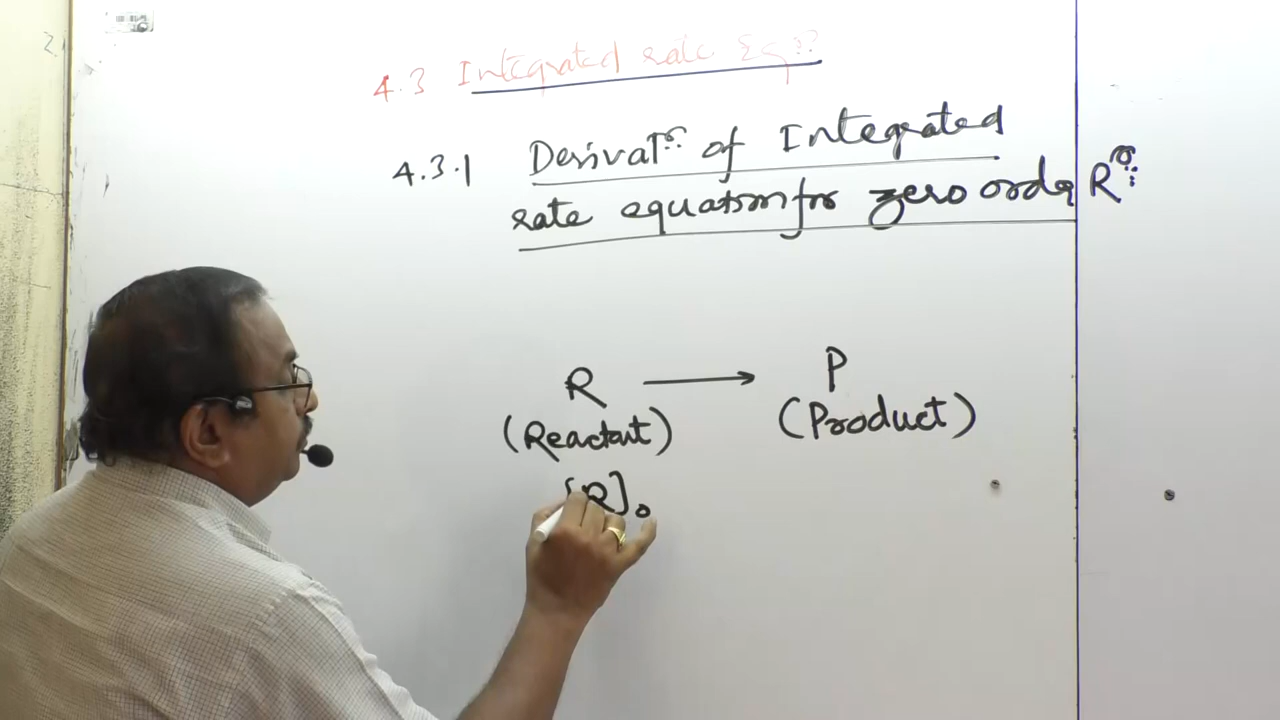 4.3 Integrated rate Eqⁿ
4.3.1 Derivatⁿ of Integrated
rate equation for zero order Rⁿ:
R ⟶ P
(Reactant) (Product)
[R]₀